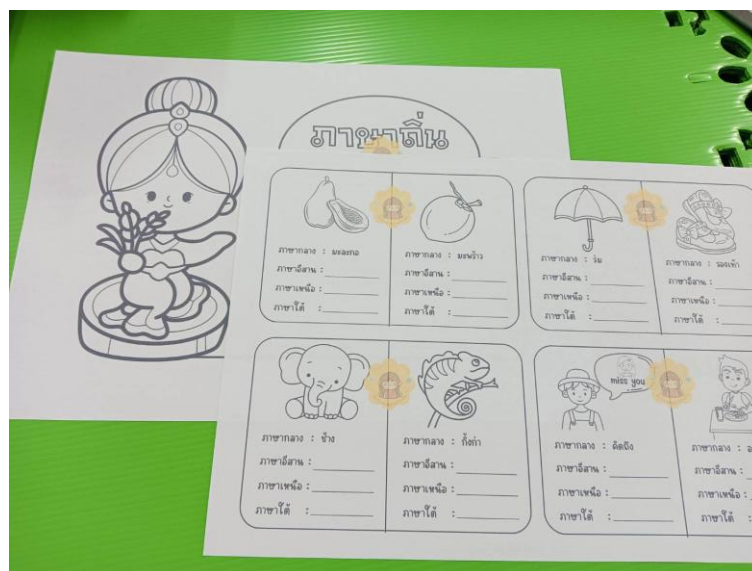 ภาษาถิ่น
ภาษากลาง : มะละกอ
ภาษาอีสาน :
ภาษาเหนือ :
ภาษาใต้ :
ภาษากลาง : มะพร้าว
ภาษาอีสาน :
ภาษาเหนือ :
ภาษาใต้ :
ภาษากลาง : ร่ม
ภาษาอีสาน :
ภาษาเหนือ :
ภาษาใต้ :
ภาษากลาง : รองเท้า
ภาษาอีสาน :
ภาษาเหนือ :
ภาษาใต้ :
ภาษากลาง : ช้าง
ภาษาอีสาน :
ภาษาเหนือ :
ภาษาใต้ :
ภาษากลาง : กิ้งก่า
ภาษาอีสาน :
ภาษาเหนือ :
ภาษาใต้ :
miss you
ภาษากลาง : คิดถึง
ภาษาอีสาน :
ภาษาเหนือ :
ภาษาใต้ :
ภาษากลาง :
ภาษาอีสาน :
ภาษาเหนือ :
ภาษาใต้ :